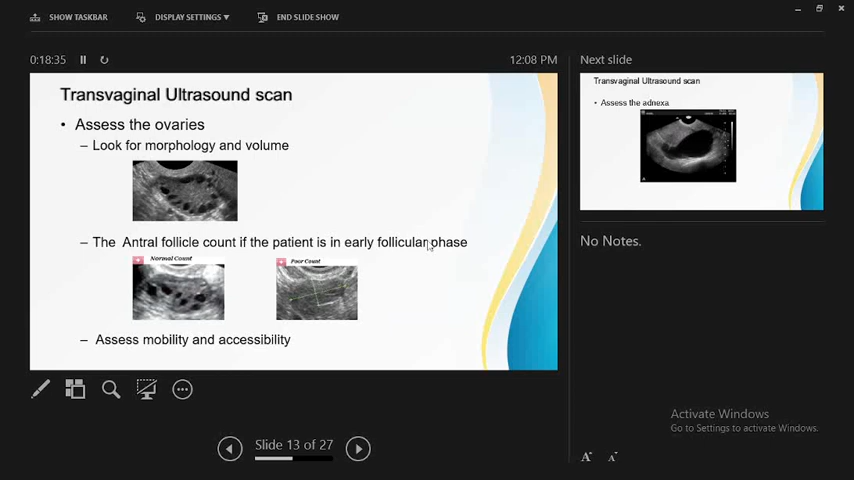 SHOW TASKBAR
DISPLAY SETTINGS ▼
END SLIDE SHOW
0:18:35
12:08 PM
Transvaginal Ultrasound scan
• Assess the ovaries
– Look for morphology and volume
– The Antral follicle count if the patient is in early follicular phase
Normal Count
Poor Count
– Assess mobility and accessibility
Slide 13 of 27
Next slide
Transvaginal Ultrasound scan
• Assess the adnexa
No Notes.
Activate Windows
Go to Settings to activate Windows.
A A